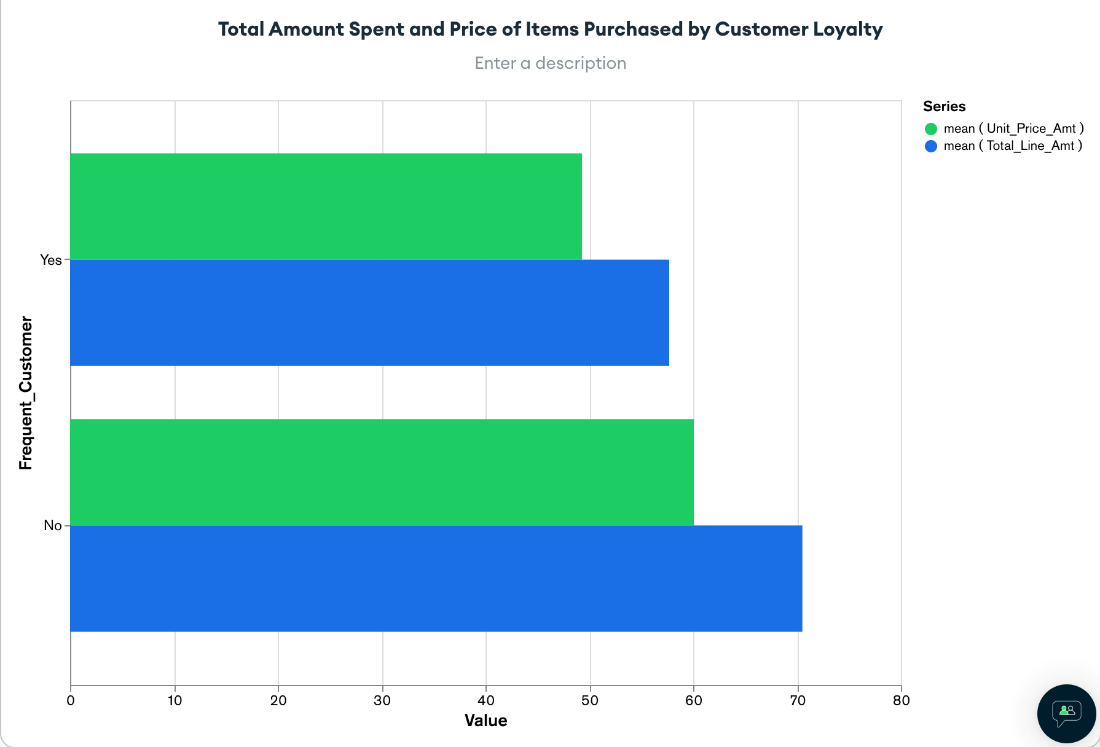 Total Amount Spent and Price of Items Purchased by Customer Loyalty
Enter a description
Series
mean ( Unit_Price_Amt )
mean ( Total_Line_Amt )
Frequent_Customer
Yes
No
0 10 20 30 40 50 60 70 80
Value